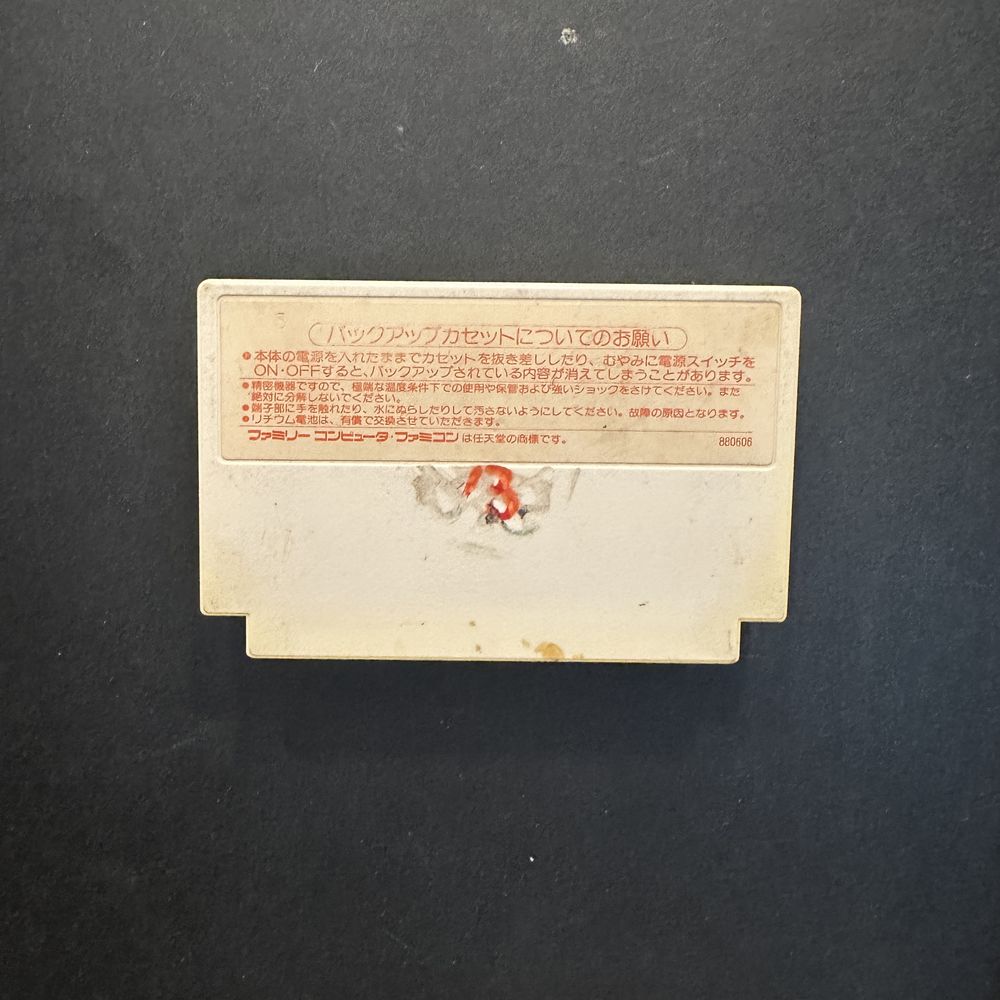 バックアップカセットについてのお願い
●本体の電源を入れたままでカセットを抜き差ししたり、むやみに電源スイッチを
ON・OFFすると、バックアップされている内容が消えてしまうことがあります。
●精密機器ですので、極端な温度条件下での使用や保管および強いショックをさけてください。また
絶対に分解しないでください。
●端子部に手を触れたり、水にぬらしたりして汚さないようにしてください。故障の原因となります。
●リチウム電池は、有償で交換させていただきます。
ファミリーコンピュータ・ファミコンは任天堂の商標です。 880606